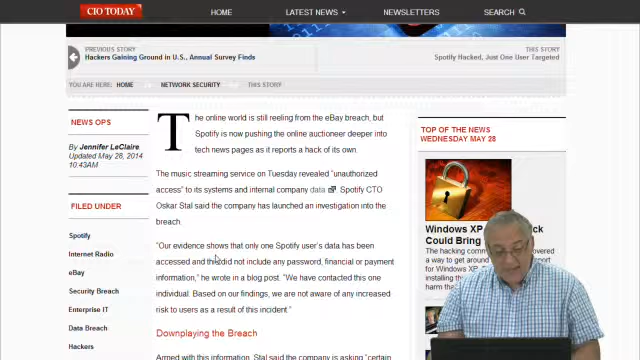 CIO TODAY
HOME
LATEST NEWS
NEWSLETTERS
SEARCH
PREVIOUS STORY
Hackers Gaining Ground in U.S., Annual Survey Finds
THIS STORY
Spotify Hacked, Just One User Targeted
YOU ARE HERE: HOME NETWORK SECURITY THIS STORY
NEWS OPS
By Jennifer LeClaire
Updated May 28, 2014
10:43AM
FILED UNDER
Spotify
Internet Radio
eBay
Security Breach
Enterprise IT
Data Breach
Hackers
The online world is still reeling from the eBay breach, but
Spotify is now pushing the online auctioneer deeper into
tech news pages as it reports a hack of its own.
The music streaming service on Tuesday revealed "unauthorized
access" to its systems and internal company data Spotify CTO
Oskar Stal said the company has launched an investigation into the
breach.
"Our evidence shows that only one Spotify user's data has been
accessed and this did not include any password, financial or payment
information," he wrote in a blog post. "We have contacted this one
individual. Based on our findings, we are not aware of any increased
risk to users as a result of this incident"
Downplaying the Breach
Armed with this information, Stal said the company is asking "certain
TOP OF THE NEWS
WEDNESDAY MAY 28
Windows XP
Could Bring
A way to get around
harm that